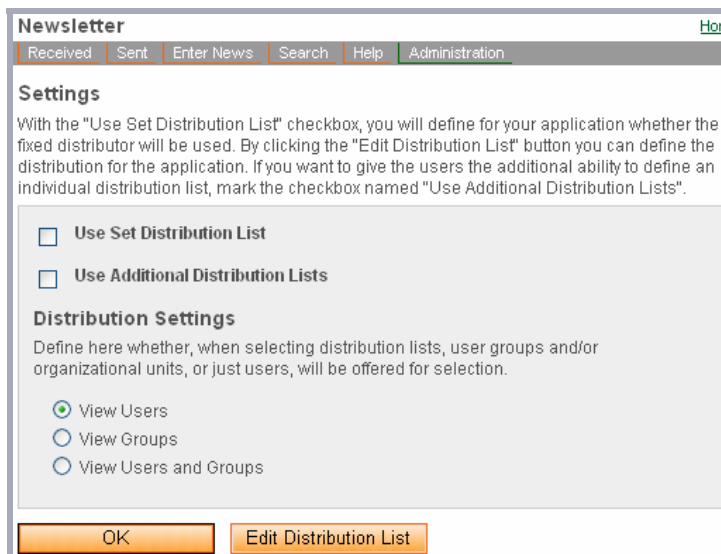 Newsletter
Received Sent Enter News Search Help Administration
Settings
With the "Use Set Distribution List" checkbox, you will define for your application whether the
fixed distributor will be used. By clicking the "Edit Distribution List" button you can define the
distribution for the application. If you want to give the users the additional ability to define an
individual distribution list, mark the checkbox named "Use Additional Distribution Lists".
Use Set Distribution List
Use Additional Distribution Lists
Distribution Settings
Define here whether, when selecting distribution lists, user groups and/or
organizational units, or just users, will be offered for selection.
View Users
View Groups
View Users and Groups
OK Edit Distribution List